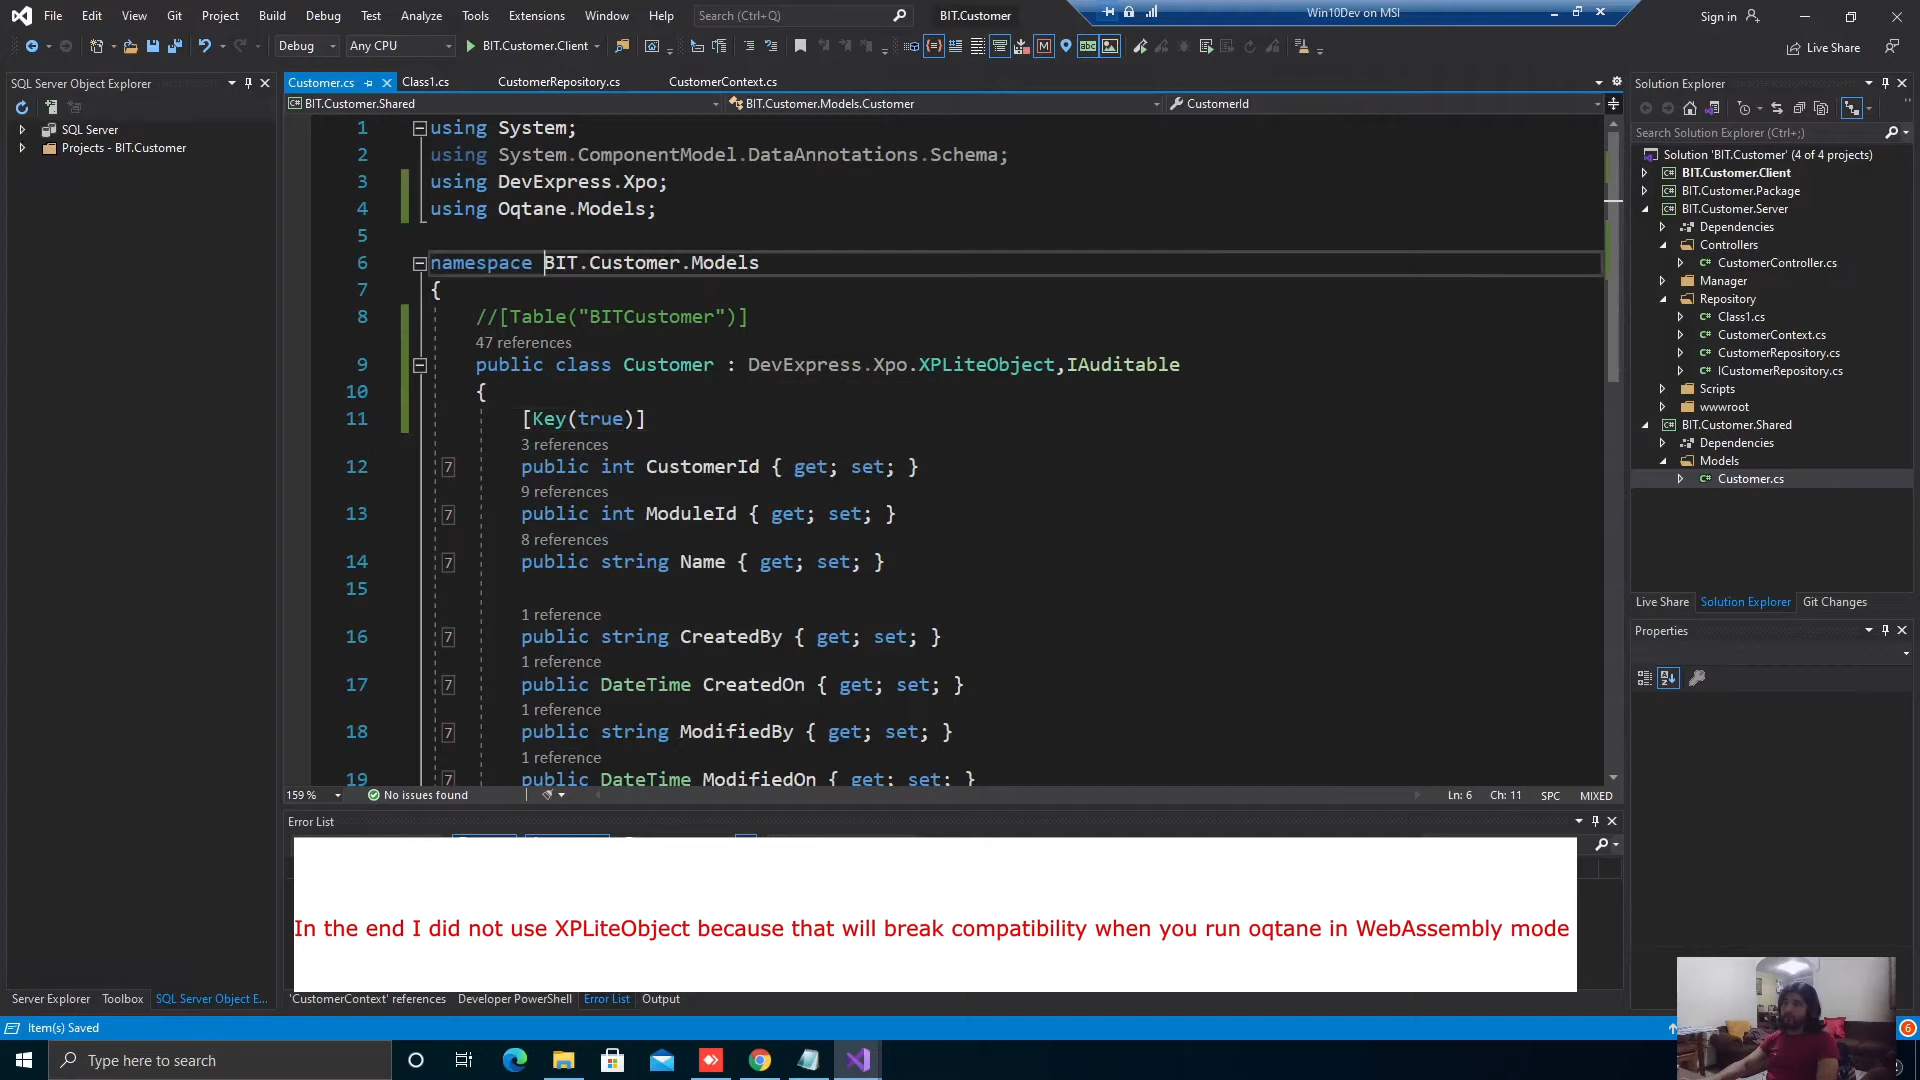 File Edit View Git Project Build Debug Test Analyze Tools Extensions Window Help Search (Ctrl+Q) BIT.Customer Win10Dev on MSI Sign in
Debug Any CPU BIT.Customer.Client Live Share
SQL Server Object Explorer
SQL Server
Projects - BIT.Customer
Customer.cs Class1.cs CustomerRepository.cs CustomerContext.cs
BIT.Customer.Shared BIT.Customer.Models.Customer CustomerId
1 using System;
2 using System.ComponentModel.DataAnnotations.Schema;
3 using DevExpress.Xpo;
4 using Oqtane.Models;
5
6 namespace BIT.Customer.Models
7 {
8 //[Table("BITCustomer")]
47 references
9 public class Customer : DevExpress.Xpo.XPLiteObject,IAuditable
10 {
11 [Key(true)]
3 references
12 public int CustomerId { get; set; }
9 references
13 public int ModuleId { get; set; }
8 references
14 public string Name { get; set; }
15
1 reference
16 public string CreatedBy { get; set; }
1 reference
17 public DateTime CreatedOn { get; set; }
1 reference
18 public string ModifiedBy { get; set; }
1 reference
19 public DateTime ModifiedOn { get; set; }
159 % No issues found Ln: 6 Ch: 11 SPC MIXED
Error List
In the end I did not use XPLiteObject because that will break compatibility when you run oqtane in WebAssembly mode
Server Explorer Toolbox SQL Server Object E...
'CustomerContext' references Developer PowerShell Error List Output
Solution Explorer
Search Solution Explorer (Ctrl+;)
Solution 'BIT.Customer' (4 of 4 projects)
BIT.Customer.Client
BIT.Customer.Package
BIT.Customer.Server
Dependencies
Controllers
CustomerController.cs
Manager
Repository
Class1.cs
CustomerContext.cs
CustomerRepository.cs
ICustomerRepository.cs
Scripts
wwwroot
BIT.Customer.Shared
Dependencies
Models
Customer.cs
Live Share Solution Explorer Git Changes
Properties
Item(s) Saved
6
Type here to search